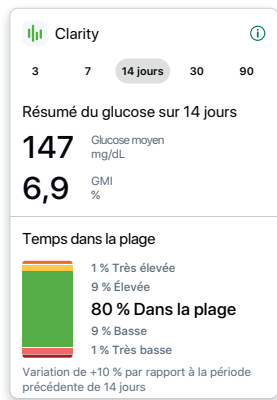 Clarity
3 7 14 jours 30 90
Résumé du glucose sur 14 jours
147 Glucose moyen
mg/dL
6,9 GMI
%
Temps dans la plage
1 % Très élevée
9 % Élevée
80 % Dans la plage
9 % Basse
1 % Très basse
Variation de +10 % par rapport à la période
précédente de 14 jours